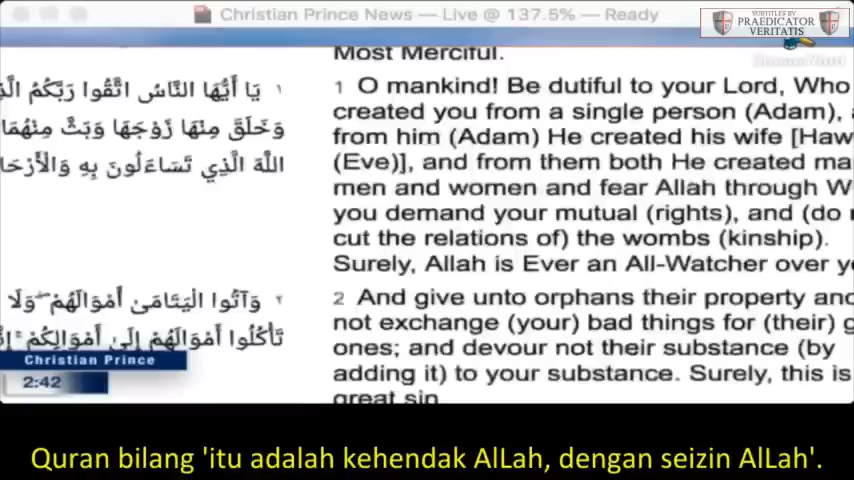 Christian Prince News — Live @ 137.5% — Ready
SUBTITLES BY
PRAEDICATOR
VERITATIS
Most Merciful.
١ يَا أَيُّهَا النَّاسُ اتَّقُوا رَبَّكُمُ
وَخَلَقَ مِنْهَا زَوْجَهَا وَبَثَّ مِنْهُمَا
اللَّهَ الَّذِي تَسَاءَلُونَ بِهِ
1 O mankind! Be dutiful to your Lord, Who
created you from a single person (Adam),
from him (Adam) He created his wife [Haw
(Eve)], and from them both He created ma
men and women and fear Allah through W
you demand your mutual (rights), and (do
cut the relations of) the wombs (kinship).
Surely, Allah is Ever an All-Watcher over
٢ وَآتُوا الْيَتَامَىٰ أَمْوَالَهُمْ ۖ وَلَا
تَأْكُلُوا أَمْوَالَهُمْ إِلَىٰ أَمْوَالِكُمْ ۚ
2 And give unto orphans their property and
not exchange (your) bad things for (their)
ones; and devour not their substance (by
adding it) to your substance. Surely, this is
great sin
Christian Prince
2:42
Quran bilang 'itu adalah kehendak AlLah, dengan seizin AlLah'.